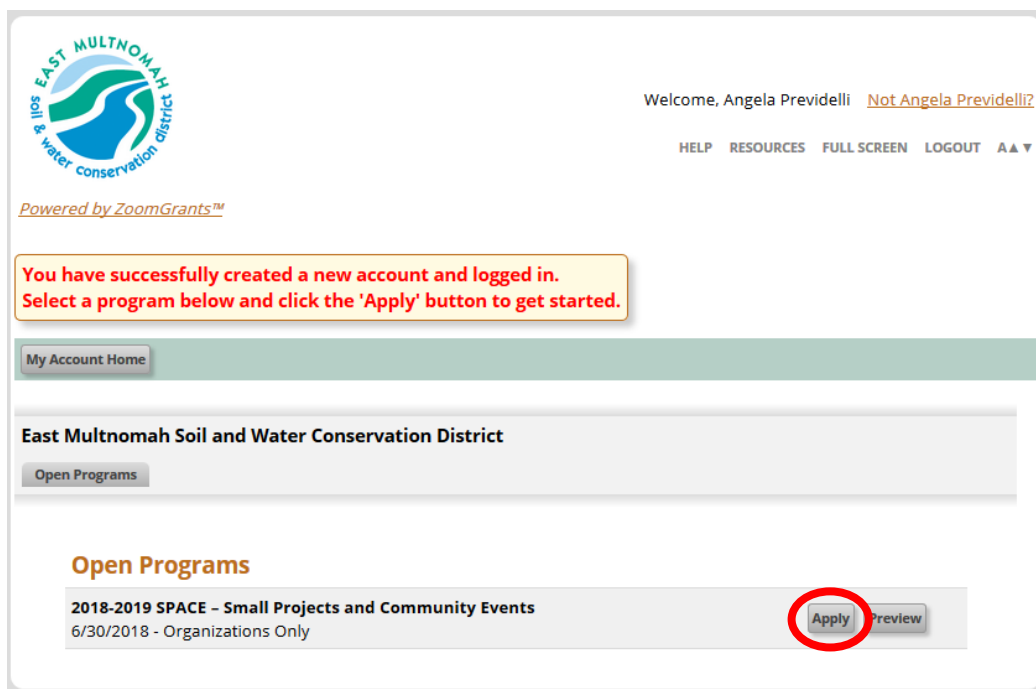 EAST MULTNOMAH
soil & water conservation district
Welcome, Angela Previdelli Not Angela Previdelli?
HELP RESOURCES FULL SCREEN LOGOUT A▲▼
Powered by ZoomGrants™
You have successfully created a new account and logged in.
Select a program below and click the 'Apply' button to get started.
My Account Home
East Multnomah Soil and Water Conservation District
Open Programs
Open Programs
2018-2019 SPACE – Small Projects and Community Events
6/30/2018 - Organizations Only
Apply Preview